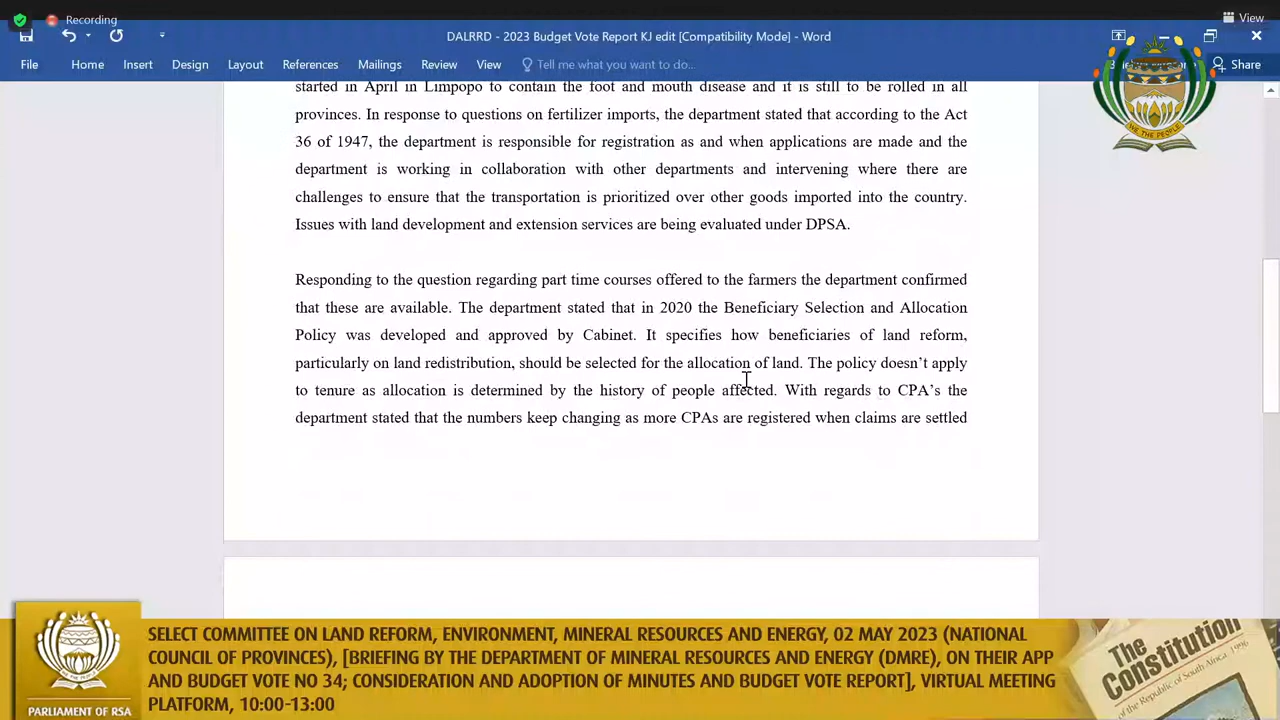 Recording
View
DALRRD - 2023 Budget Vote Report KJ edit [Compatibility Mode] - Word
File Home Insert Design Layout References Mailings Review View Tell me what you want to do... Share
started in April in Limpopo to contain the foot and mouth disease and it is still to be rolled in all
provinces. In response to questions on fertilizer imports, the department stated that according to the Act
36 of 1947, the department is responsible for registration as and when applications are made and the
department is working in collaboration with other departments and intervening where there are
challenges to ensure that the transportation is prioritized over other goods imported into the country.
Issues with land development and extension services are being evaluated under DPSA.
Responding to the question regarding part time courses offered to the farmers the department confirmed
that these are available. The department stated that in 2020 the Beneficiary Selection and Allocation
Policy was developed and approved by Cabinet. It specifies how beneficiaries of land reform,
particularly on land redistribution, should be selected for the allocation of land. The policy doesn’t apply
to tenure as allocation is determined by the history of people affected. With regards to CPA’s the
department stated that the numbers keep changing as more CPAs are registered when claims are settled
WE THE PEOPLE
SELECT COMMITTEE ON LAND REFORM, ENVIRONMENT, MINERAL RESOURCES AND ENERGY, 02 MAY 2023 (NATIONAL
COUNCIL OF PROVINCES), [BRIEFING BY THE DEPARTMENT OF MINERAL RESOURCES AND ENERGY (DMRE), ON THEIR APP
AND BUDGET VOTE NO 34; CONSIDERATION AND ADOPTION OF MINUTES AND BUDGET VOTE REPORT], VIRTUAL MEETING
PLATFORM, 10:00-13:00
PARLIAMENT OF RSA
The
Constitution
of the Republic of South Africa, 1996